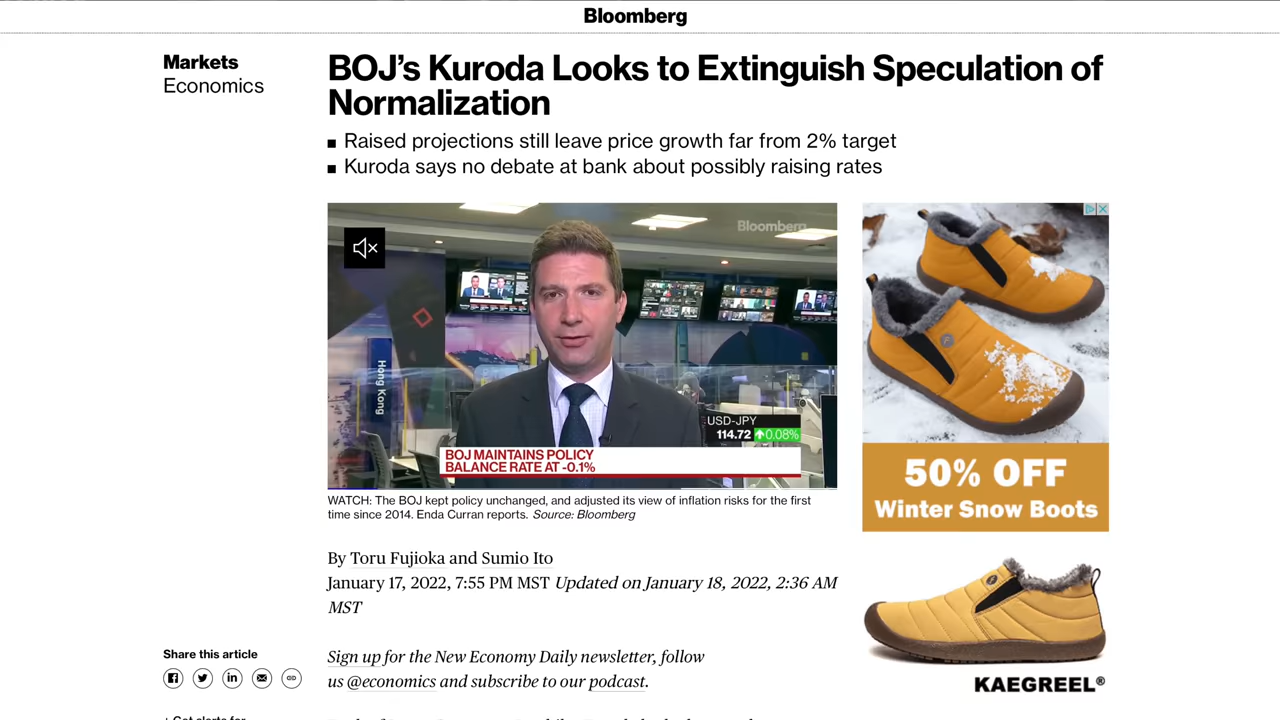 Bloomberg
Markets
Economics
BOJ’s Kuroda Looks to Extinguish Speculation of
Normalization
■ Raised projections still leave price growth far from 2% target
■ Kuroda says no debate at bank about possibly raising rates
Bloomberg
Hong Kong
USD-JPY
114.72 0.08%
BOJ MAINTAINS POLICY
BALANCE RATE AT -0.1%
WATCH: The BOJ kept policy unchanged, and adjusted its view of inflation risks for the first
time since 2014. Enda Curran reports. Source: Bloomberg
50% OFF
Winter Snow Boots
KAEGREEL®
By Toru Fujioka and Sumio Ito
January 17, 2022, 7:55 PM MST Updated on January 18, 2022, 2:36 AM
MST
Share this article
Sign up for the New Economy Daily newsletter, follow
us @economics and subscribe to our podcast.